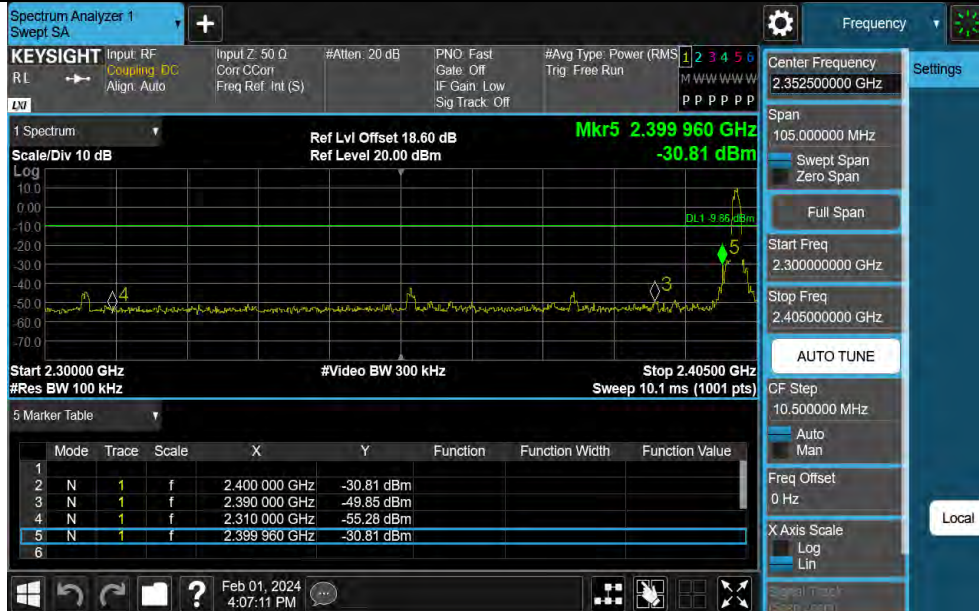 Spectrum Analyzer 1
Swept SA
+
Frequency
KEYSIGHT
RL
LXI
Input: RF
Coupling: DC
Align: Auto
Input Z: 50 Ω
Corr CCorr
Freq Ref: Int (S)
#Atten: 20 dB
PNO: Fast
Gate: Off
IF Gain: Low
Sig Track: Off
#Avg Type: Power (RMS
Trig: Free Run
1 2 3 4 5 6
M W W W W W
P P P P P P
1 Spectrum
Scale/Div 10 dB
Ref Lvl Offset 18.60 dB
Ref Level 20.00 dBm
Mkr5 2.399 960 GHz
-30.81 dBm
Log
10.0
0.00
-10.0
-20.0
-30.0
-40.0
-50.0
-60.0
-70.0
DL1 -9.66 dBm
5
4
3
Start 2.30000 GHz
#Video BW 300 kHz
Stop 2.40500 GHz
#Res BW 100 kHz
Sweep 10.1 ms (1001 pts)
5 Marker Table
Mode Trace Scale X Y Function Function Width Function Value
1
2 N 1 f 2.400 000 GHz -30.81 dBm
3 N 1 f 2.390 000 GHz -49.85 dBm
4 N 1 f 2.310 000 GHz -55.28 dBm
5 N 1 f 2.399 960 GHz -30.81 dBm
6
?
Feb 01, 2024
4:07:11 PM
Center Frequency
2.352500000 GHz
Span
105.000000 MHz
Swept Span
Zero Span
Full Span
Start Freq
2.300000000 GHz
Stop Freq
2.405000000 GHz
AUTO TUNE
CF Step
10.500000 MHz
Auto
Man
Freq Offset
0 Hz
X Axis Scale
Log
Lin
Signal Track
Settings
Local